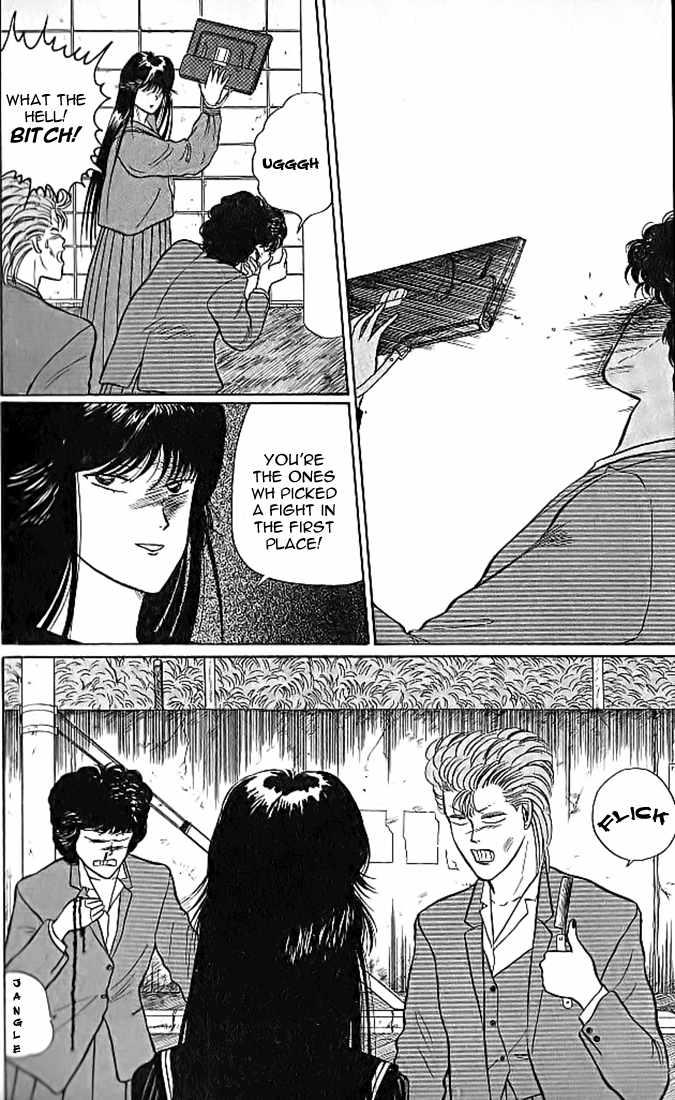 WHAT THE
HELL!
BITCH!
UGGGH
YOU'RE
THE ONES
WH PICKED
A FIGHT IN
THE FIRST
PLACE!
FLICK
JANGLE